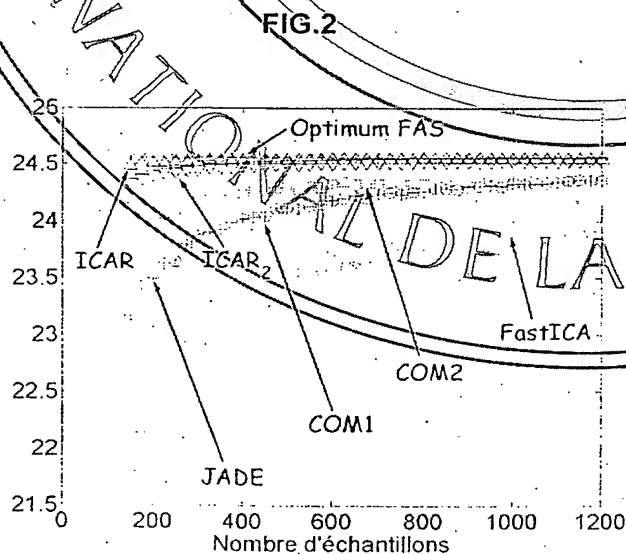 FIG.2
NATIONAL DE LA
25
24.5
24
23.5
23
22.5
22
21.5
Optimum FAS
ICAR
ICAR2
FastICA
COM2
COM1
JADE
0 200 400 600 800 1000 1200
Nombre d'échantillons